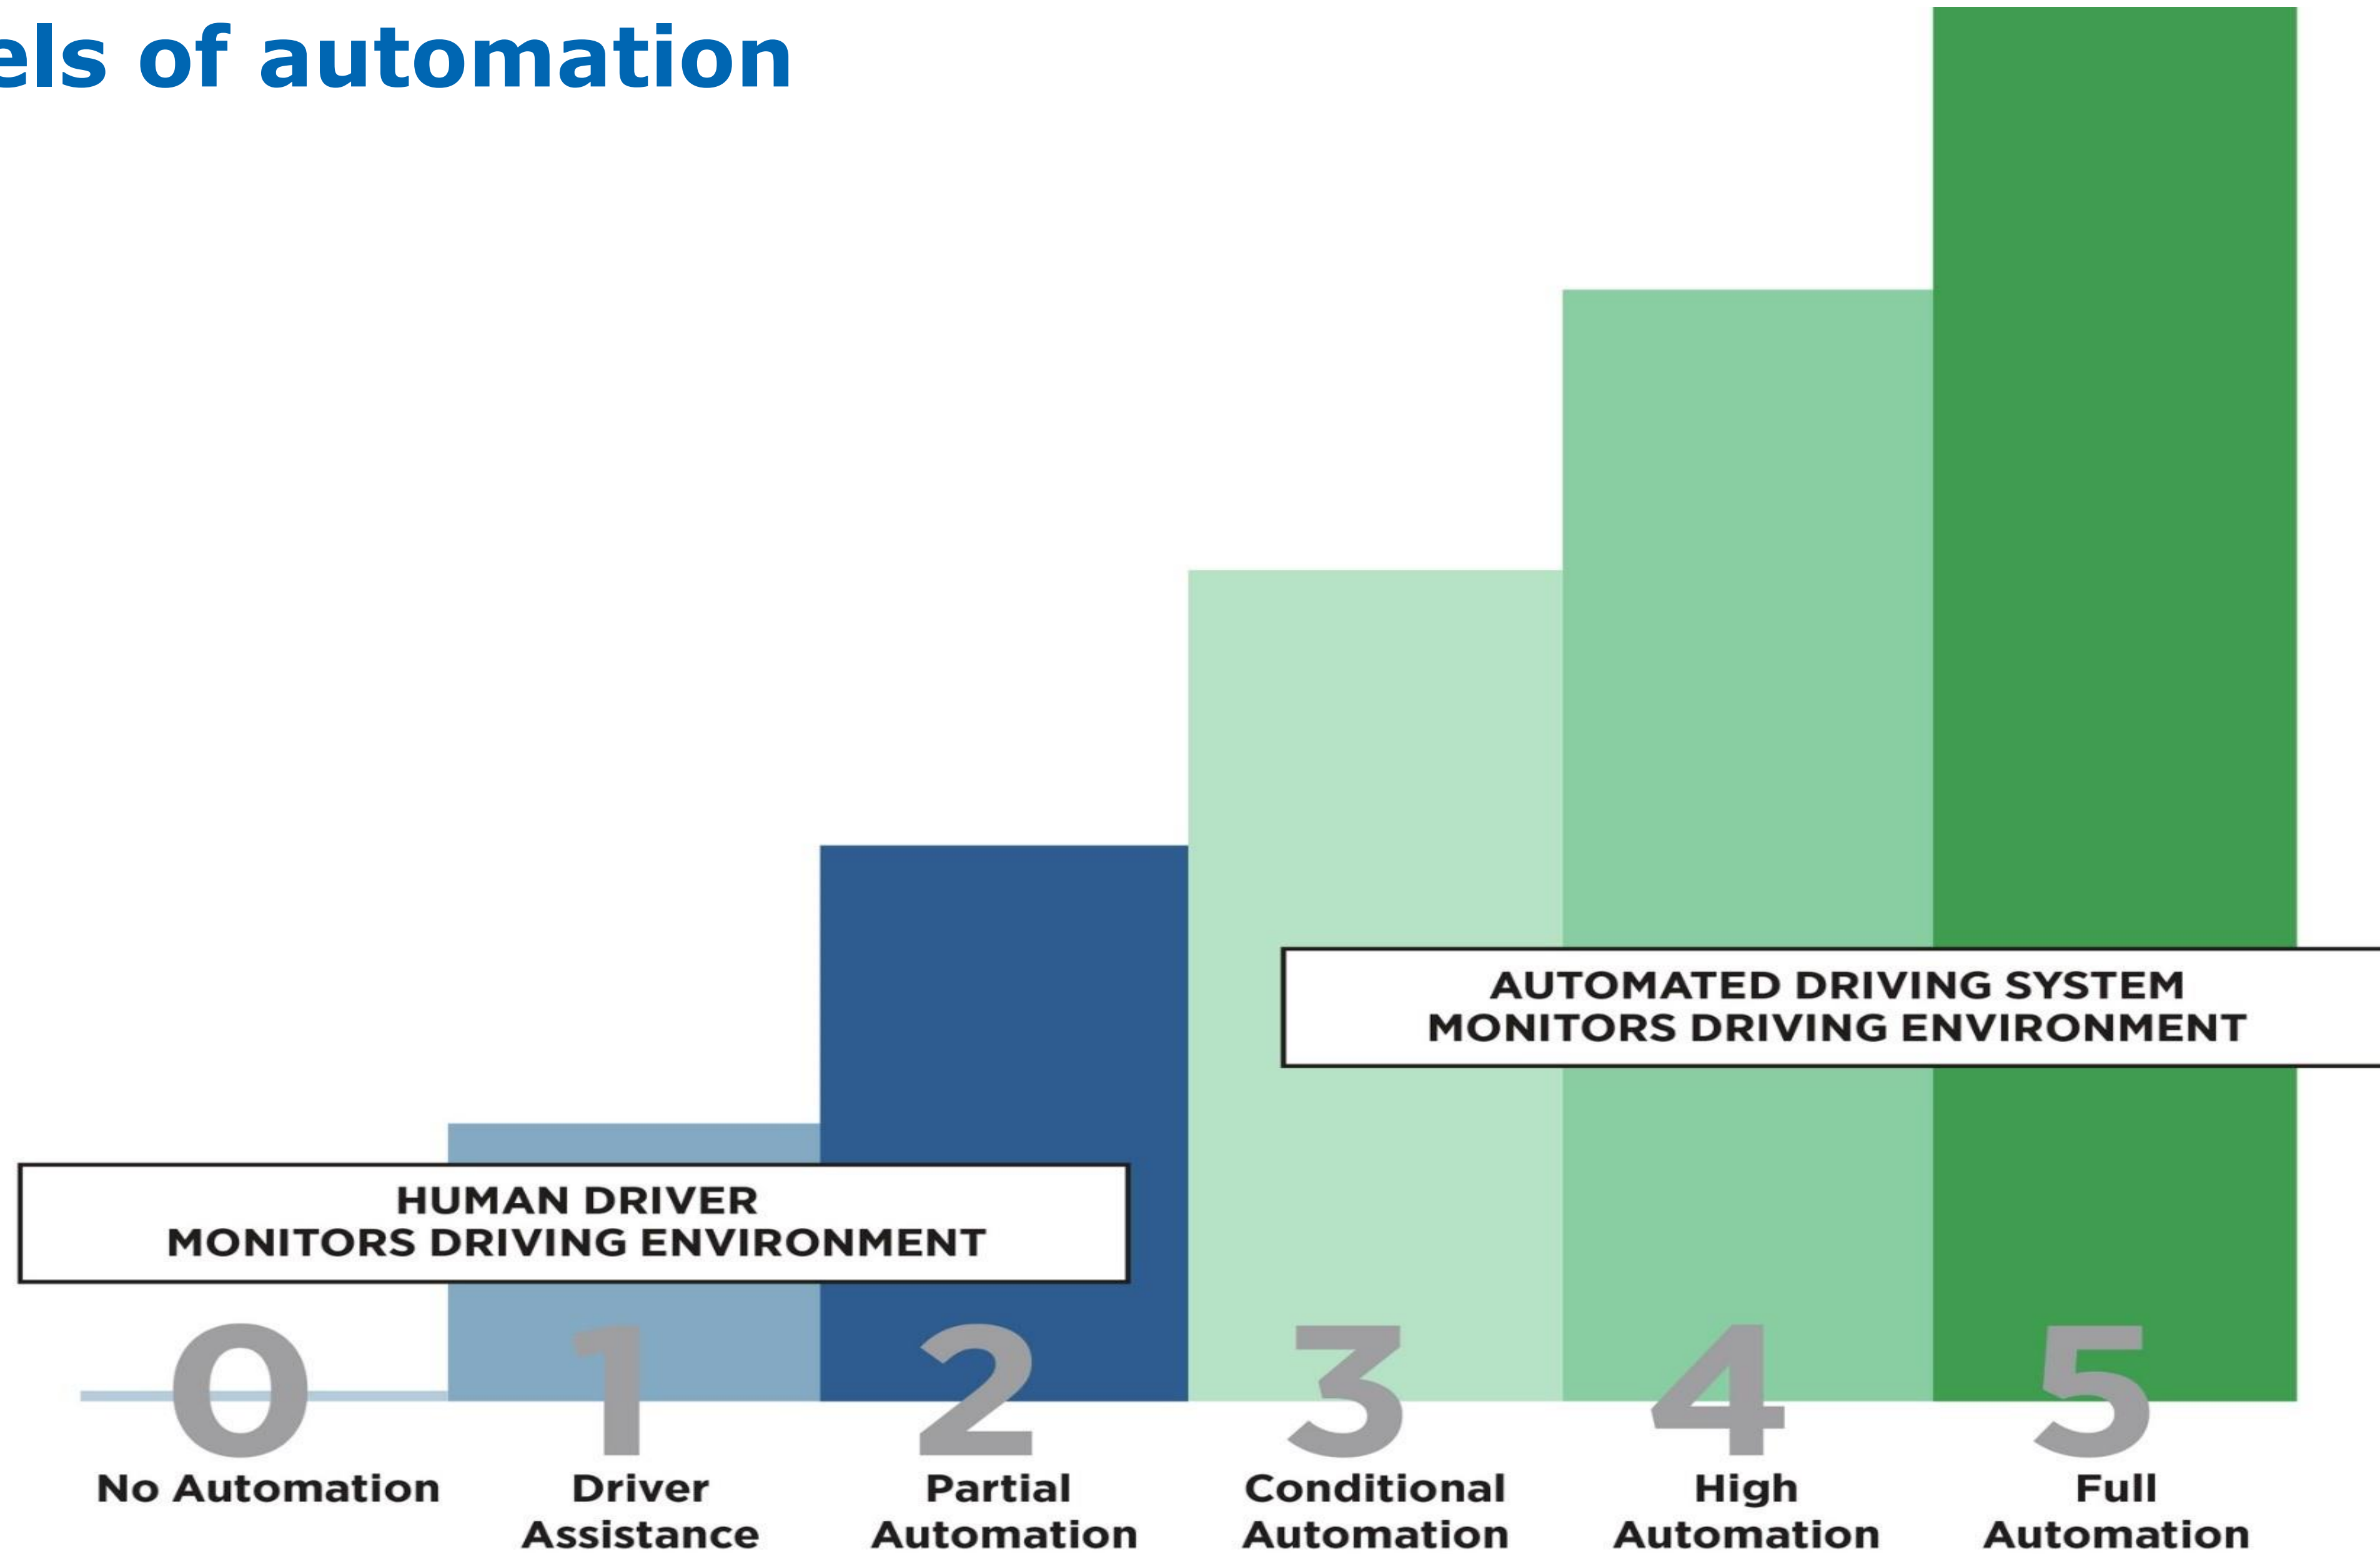 els of automation
AUTOMATED DRIVING SYSTEM
MONITORS DRIVING ENVIRONMENT
HUMAN DRIVER
MONITORS DRIVING ENVIRONMENT
0 1 2 3 4 5
No Automation Driver Partial Conditional High Full
Assistance Automation Automation Automation Automation